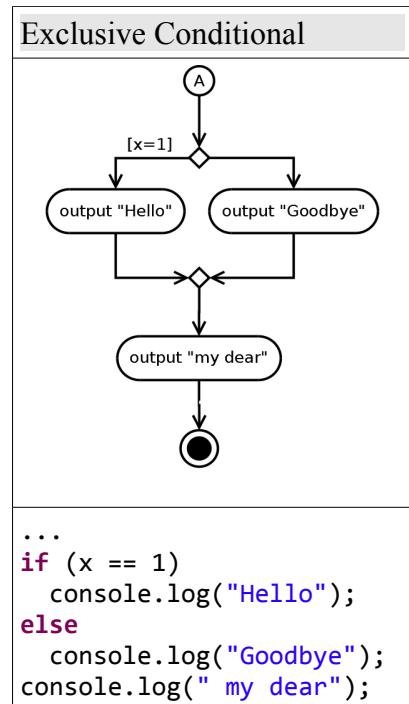 Exclusive Conditional
A
[x=1]
output "Hello"
output "Goodbye"
output "my dear"
...
if (x == 1)
  console.log("Hello");
else
  console.log("Goodbye");
console.log(" my dear");